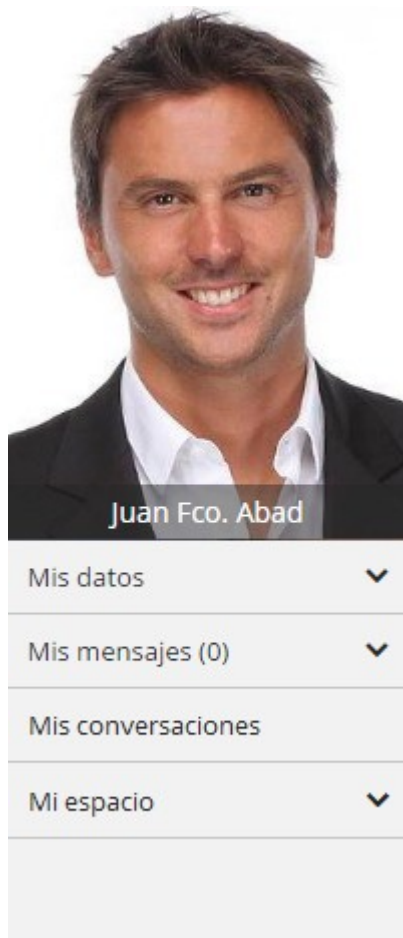 Juan Fco. Abad
Mis datos
Mis mensajes (0)
Mis conversaciones
Mi espacio